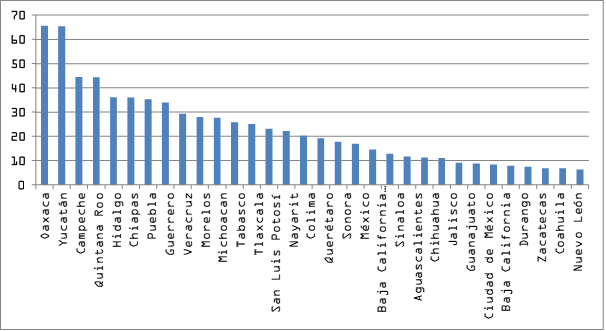 70
60
50
40
30
20
10
0
Oaxaca
Yucatán
Campeche
Quintana Roo
Hidalgo
Chiapas
Puebla
Guerrero
Veracruz
Morelos
Michoacan
Tabasco
Tlaxcala
San Luis Potosí
Nayarit
Colima
Querétaro
Sonora
México
Baja California…
Sinaloa
Aguascalientes
Chihuahua
Jalisco
Guanajuato
Ciudad de México
Baja California
Durango
Zacatecas
Coahuila
Nuevo León